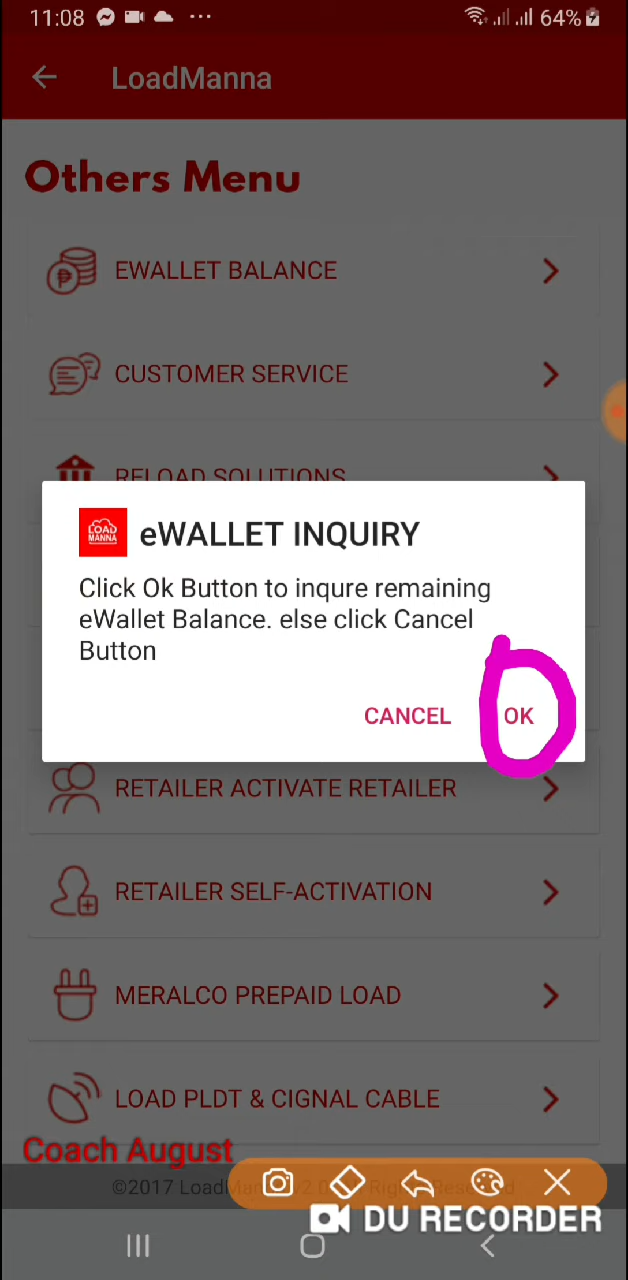 11:08
64%
LoadManna
Others Menu
EWALLET BALANCE
CUSTOMER SERVICE
RELOAD SOLUTIONS
LOAD
MANNA
eWALLET INQUIRY
Click Ok Button to inqure remaining
eWallet Balance. else click Cancel
Button
CANCEL
OK
RETAILER ACTIVATE RETAILER
RETAILER SELF-ACTIVATION
MERALCO PREPAID LOAD
LOAD PLDT & CIGNAL CABLE
Coach August
©2017
DU RECORDER